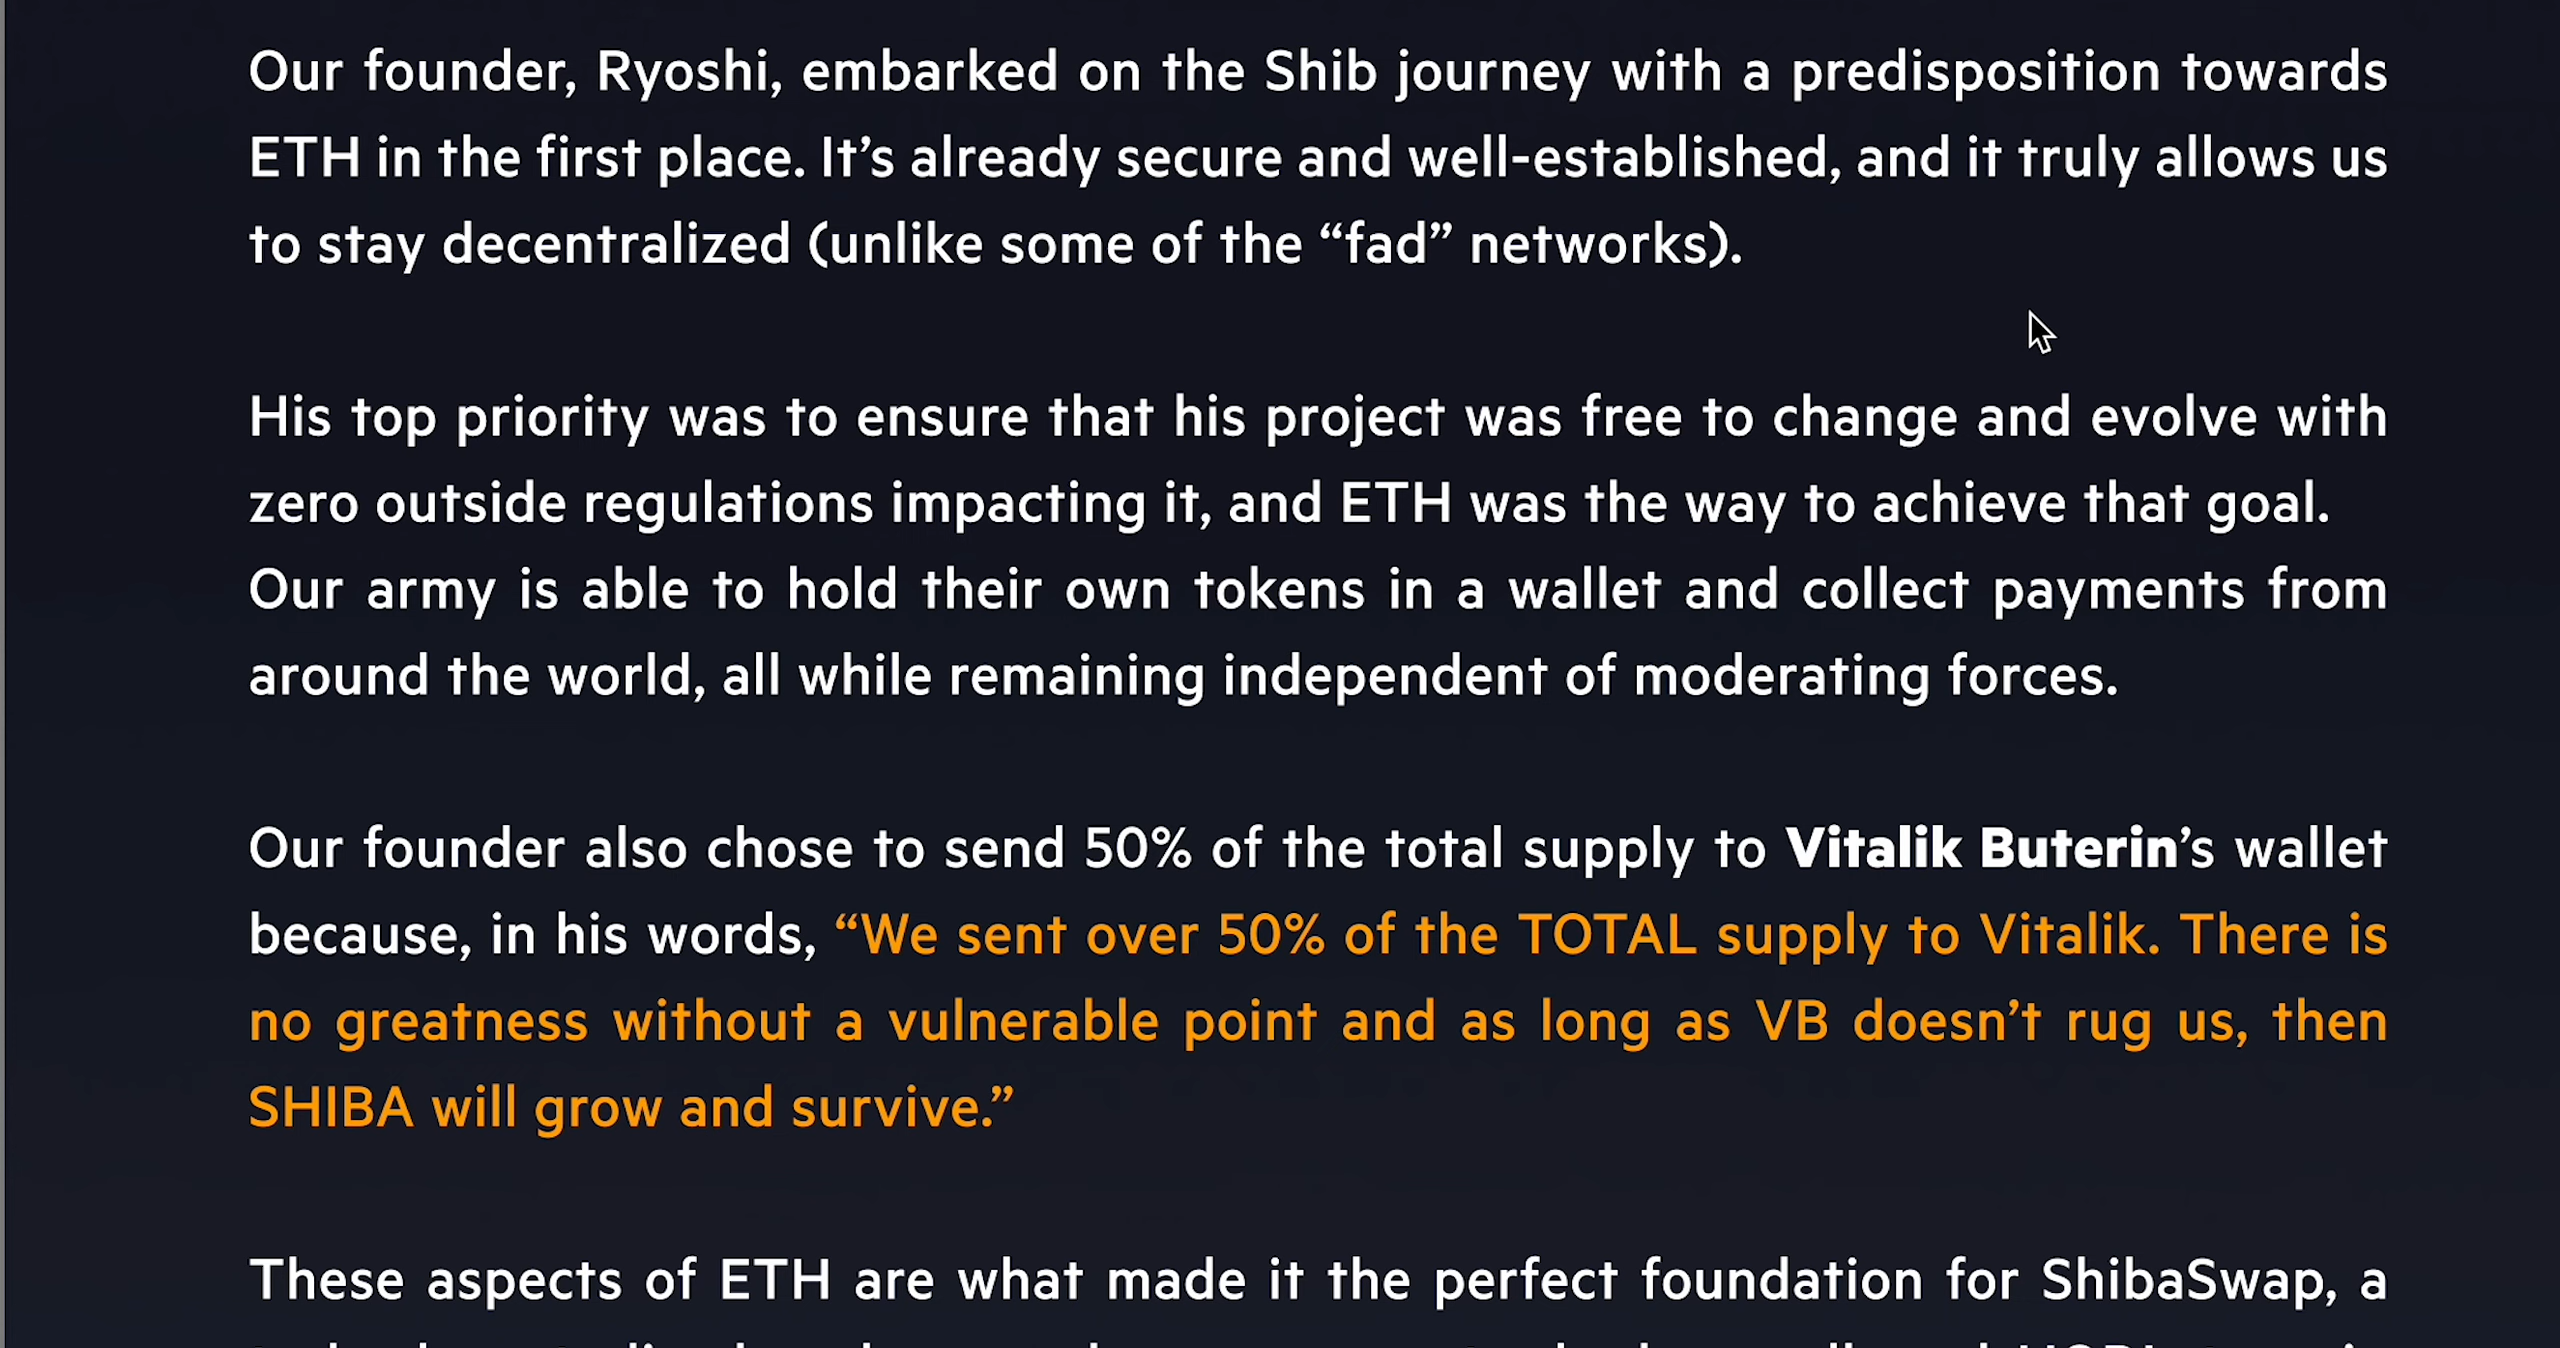 Our founder, Ryoshi, embarked on the Shib journey with a predisposition towards
ETH in the first place. It’s already secure and well-established, and it truly allows us
to stay decentralized (unlike some of the “fad” networks).
His top priority was to ensure that his project was free to change and evolve with
zero outside regulations impacting it, and ETH was the way to achieve that goal.
Our army is able to hold their own tokens in a wallet and collect payments from
around the world, all while remaining independent of moderating forces.
Our founder also chose to send 50% of the total supply to Vitalik Buterin’s wallet
because, in his words, “We sent over 50% of the TOTAL supply to Vitalik. There is
no greatness without a vulnerable point and as long as VB doesn’t rug us, then
SHIBA will grow and survive.”
These aspects of ETH are what made it the perfect foundation for ShibaSwap, a